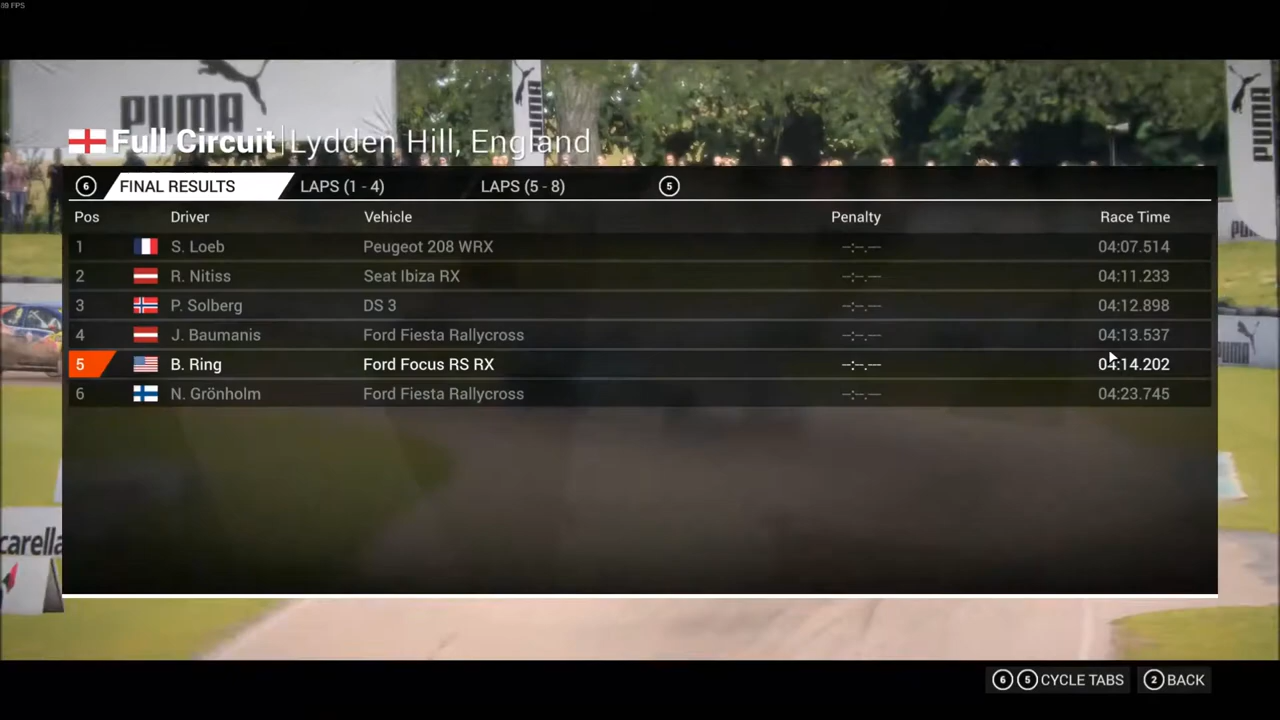 89 FPS
PUMA
Full Circuit | Lydden Hill, England
6 FINAL RESULTS LAPS (1 - 4) LAPS (5 - 8) 5
Pos Driver Vehicle Penalty Race Time
1 S. Loeb Peugeot 208 WRX --:--.--- 04:07.514
2 R. Nitiss Seat Ibiza RX --:--.--- 04:11.233
3 P. Solberg DS 3 --:--.--- 04:12.898
4 J. Baumanis Ford Fiesta Rallycross --:--.--- 04:13.537
5 B. Ring Ford Focus RS RX --:--.--- 04:14.202
6 N. Grönholm Ford Fiesta Rallycross --:--.--- 04:23.745
carella
6 5 CYCLE TABS 2 BACK